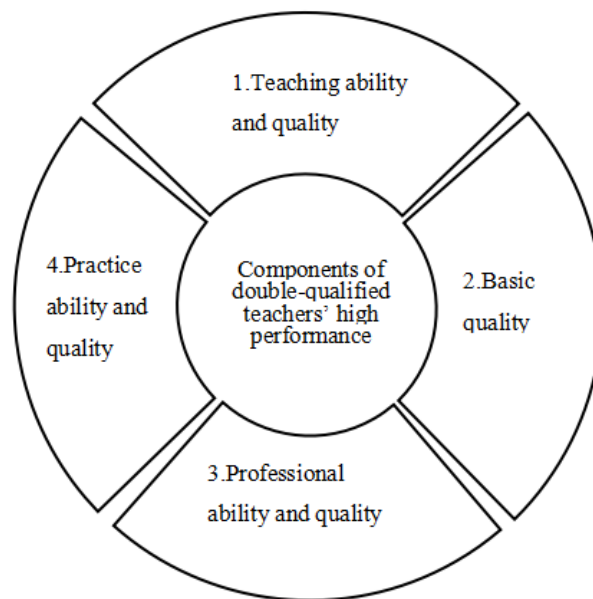 1.Teaching ability
and quality
4.Practice
ability and
quality
Components of
double-qualified
teachers’ high
performance
2.Basic
quality
3.Professional
ability and quality